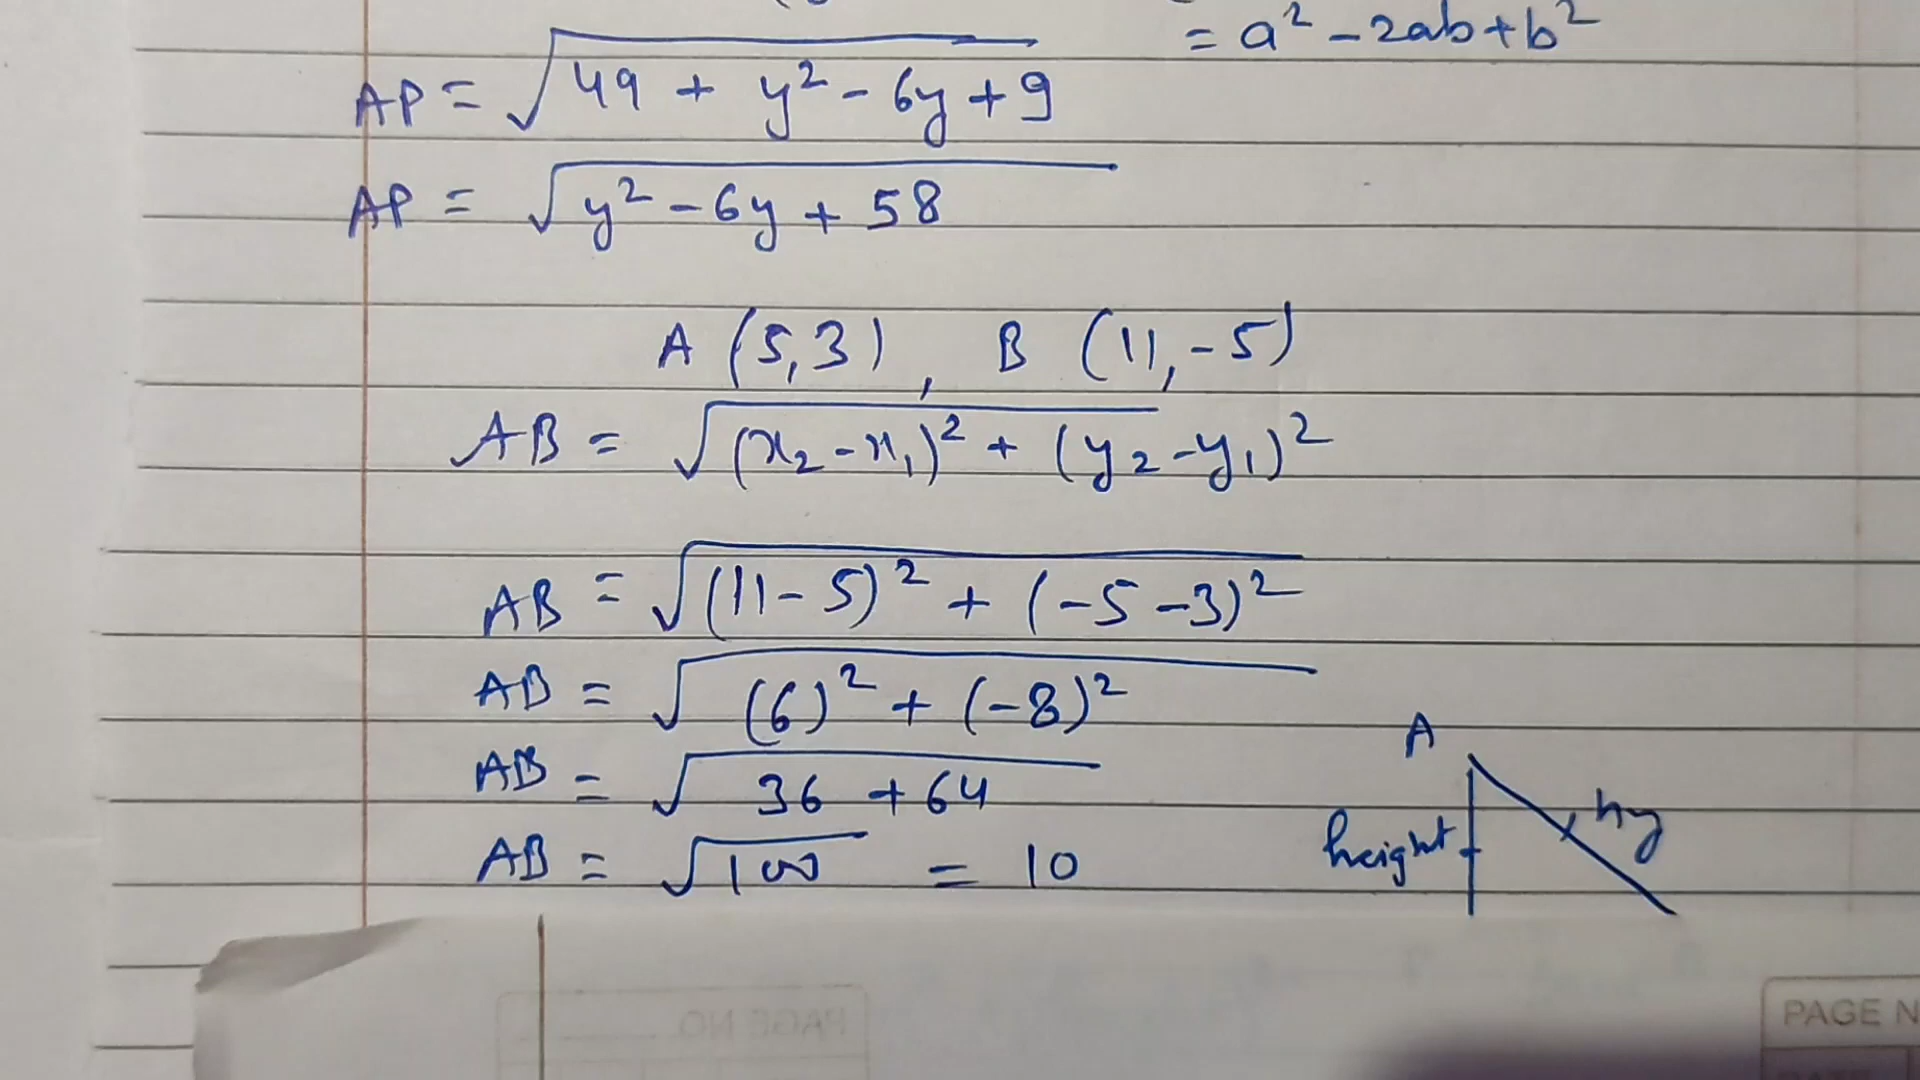 = a² - 2ab + b²
AP = √49 + y² - 6y + 9
AP = √y² - 6y + 58
A (5,3) , B (11,-5)
AB = √(x₂-x₁)² + (y₂-y₁)²
AB = √(11-5)² + (-5-3)²
AB = √(6)² + (-8)²
AB = √36 + 64
AB = √100 = 10
A
height
hy
PAGE NO
PAGE N